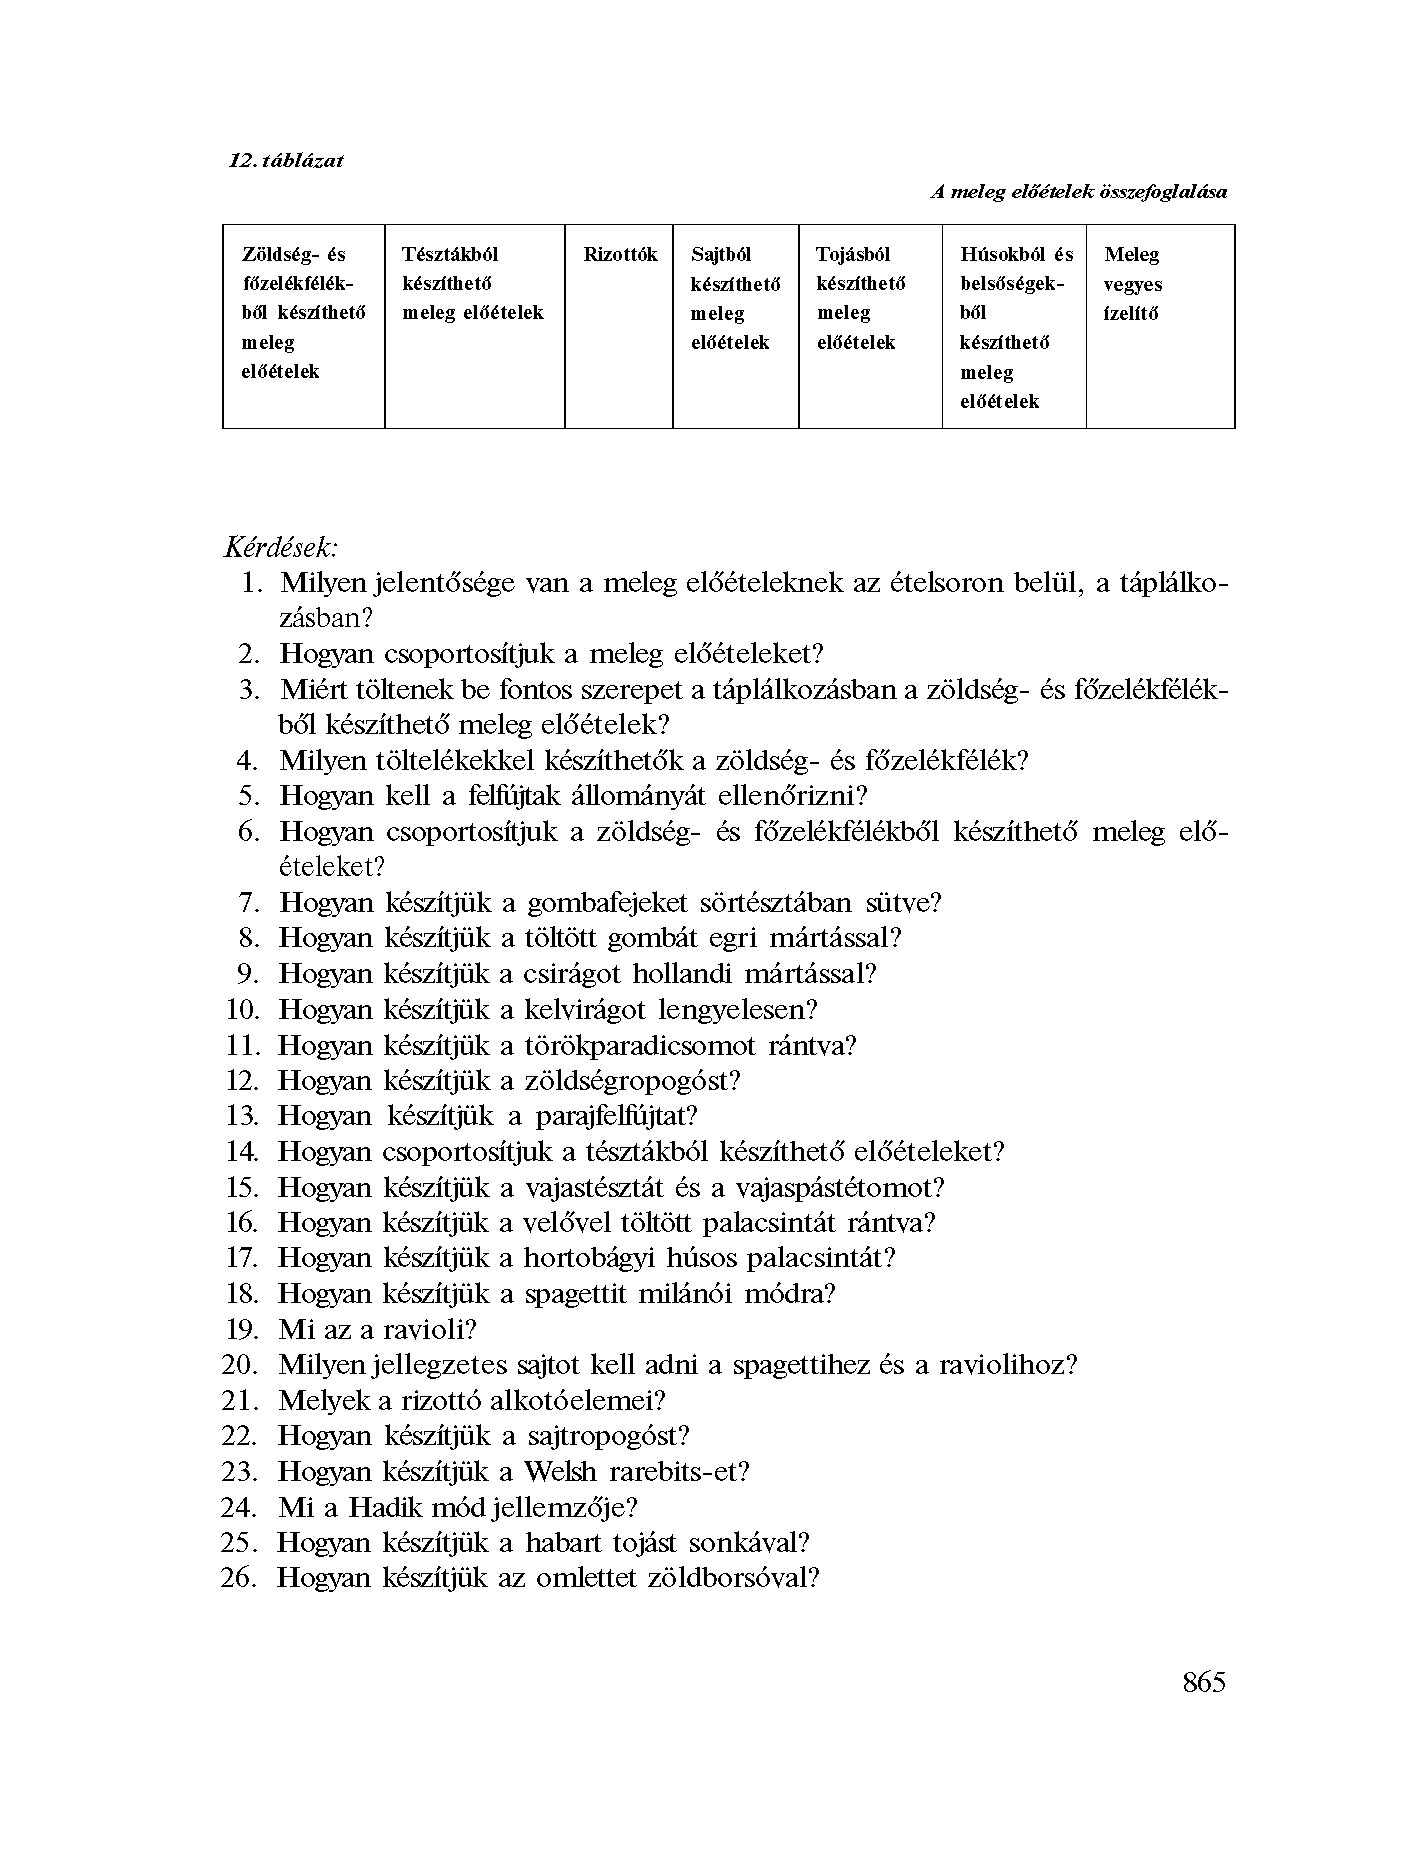 12. táblázat
A meleg előételek összefoglalása
Zöldség- és
főzelékfélék-
ből készíthető
meleg
előételek
Tésztákból
készíthető
meleg előételek
Rizottók
Sajtból
készíthető
meleg
előételek
Tojásból
készíthető
meleg
előételek
Húsokból és
belsőségek-
ből
készíthető
meleg
előételek
Meleg
vegyes
ízelítő
Kérdések:
1. Milyen jelentősége van a meleg előételeknek az ételsoron belül, a táplálko-
zásban?
2. Hogyan csoportosítjuk a meleg előételeket?
3. Miért töltenek be fontos szerepet a táplálkozásban a zöldség- és főzelékfélék-
ből készíthető meleg előételek?
4. Milyen töltelékekkel készíthetők a zöldség- és főzelékfélék?
5. Hogyan kell a felfújtak állományát ellenőrizni?
6. Hogyan csoportosítjuk a zöldség- és főzelékfélékből készíthető meleg elő-
ételeket?
7. Hogyan készítjük a gombafejeket sörtésztában sütve?
8. Hogyan készítjük a töltött gombát egri mártással?
9. Hogyan készítjük a csirágot hollandi mártással?
10. Hogyan készítjük a kelvirágot lengyelesen?
11. Hogyan készítjük a törökparadicsomot rántva?
12. Hogyan készítjük a zöldségropogóst?
13. Hogyan készítjük a parajfelfújtat?
14. Hogyan csoportosítjuk a tésztákból készíthető előételeket?
15. Hogyan készítjük a vajastésztát és a vajaspástétomot?
16. Hogyan készítjük a velővel töltött palacsintát rántva?
17. Hogyan készítjük a hortobágyi húsos palacsintát?
18. Hogyan készítjük a spagettit milánói módra?
19. Mi az a ravioli?
20. Milyen jellegzetes sajtot kell adni a spagettihez és a raviolihoz?
21. Melyek a rizottó alkotóelemei?
22. Hogyan készítjük a sajtropogóst?
23. Hogyan készítjük a Welsh rarebits-et?
24. Mi a Hadik mód jellemzője?
25. Hogyan készítjük a habart tojást sonkával?
26. Hogyan készítjük az omlettet zöldborsóval?
865